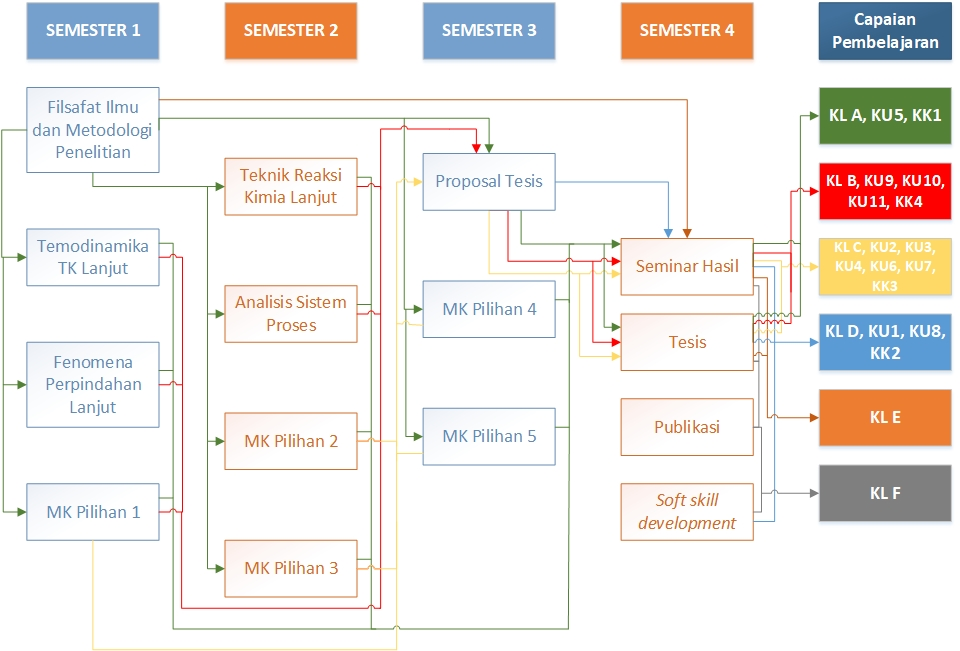 SEMESTER 1
SEMESTER 2
SEMESTER 3
SEMESTER 4
Capaian
Pembelajaran
Filsafat Ilmu
dan Metodologi
Penelitian
Temodinamika
TK Lanjut
Fenomena
Perpindahan
Lanjut
MK Pilihan 1
Teknik Reaksi
Kimia Lanjut
Analisis Sistem
Proses
MK Pilihan 2
MK Pilihan 3
Proposal Tesis
MK Pilihan 4
MK Pilihan 5
Seminar Hasil
Tesis
Publikasi
Soft skill
development
KL A, KU5, KK1
KL B, KU9, KU10,
KU11, KK4
KL C, KU2, KU3,
KU4, KU6, KU7,
KK3
KL D, KU1, KU8,
KK2
KL E
KL F